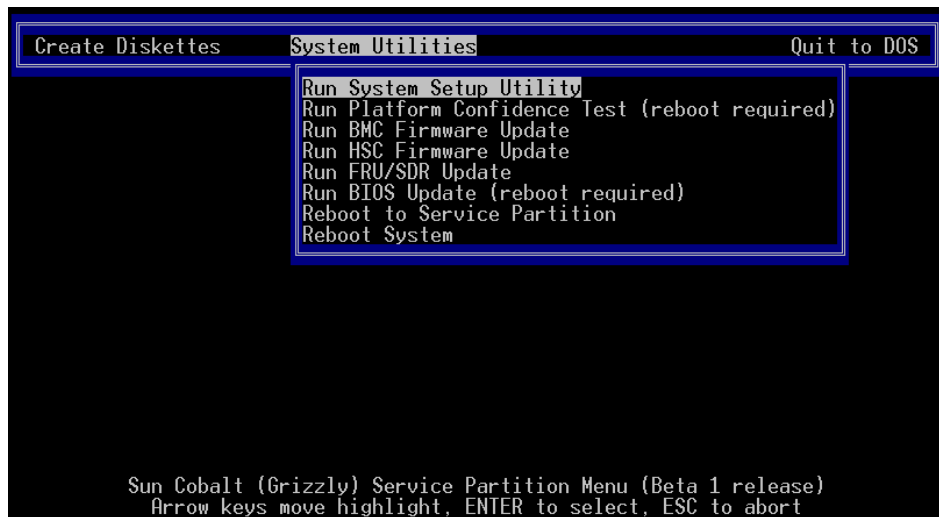 Create Diskettes System Utilities Quit to DOS
Run System Setup Utility
Run Platform Confidence Test (reboot required)
Run BMC Firmware Update
Run HSC Firmware Update
Run FRU/SDR Update
Run BIOS Update (reboot required)
Reboot to Service Partition
Reboot System
Sun Cobalt (Grizzly) Service Partition Menu (Beta 1 release)
Arrow keys move highlight, ENTER to select, ESC to abort